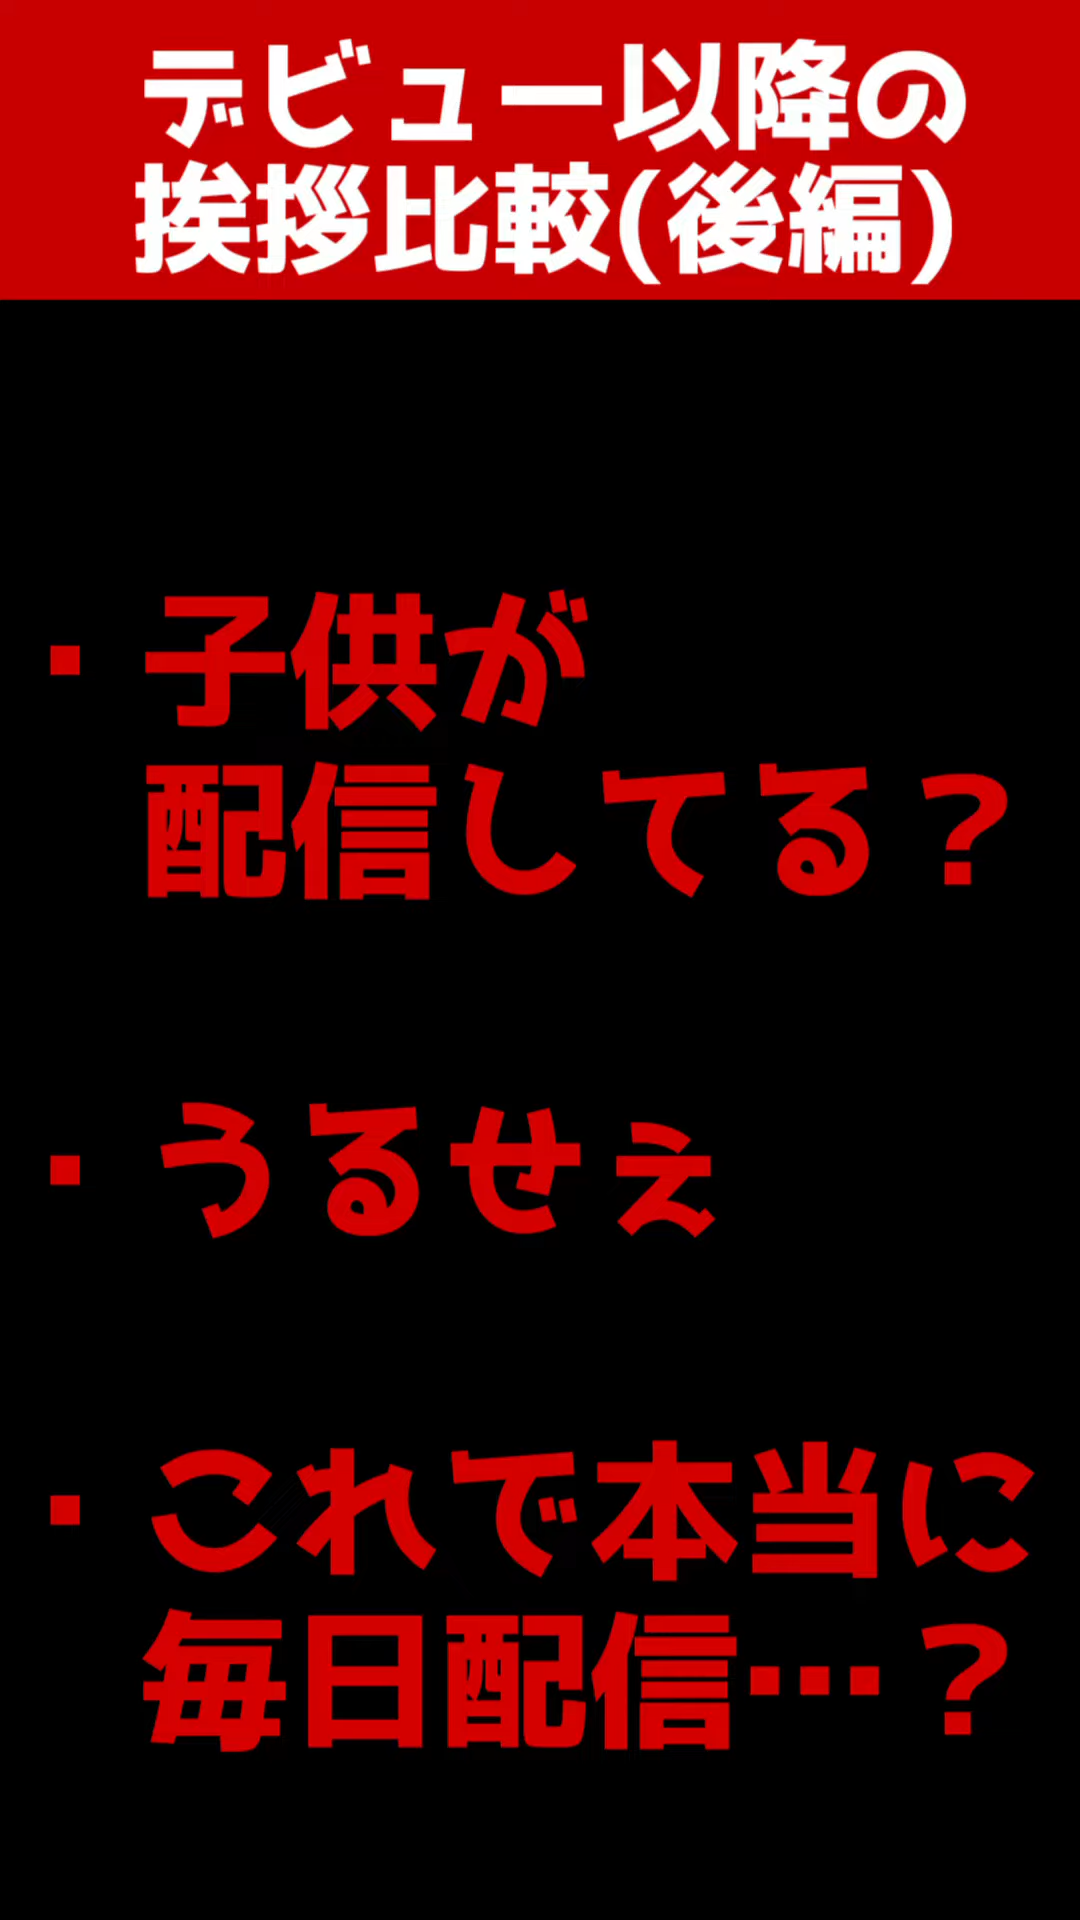 デビュー以降の
挨拶比較(後編)
・子供が
配信してる？
・うるせぇ
・これで本当に
毎日配信…？